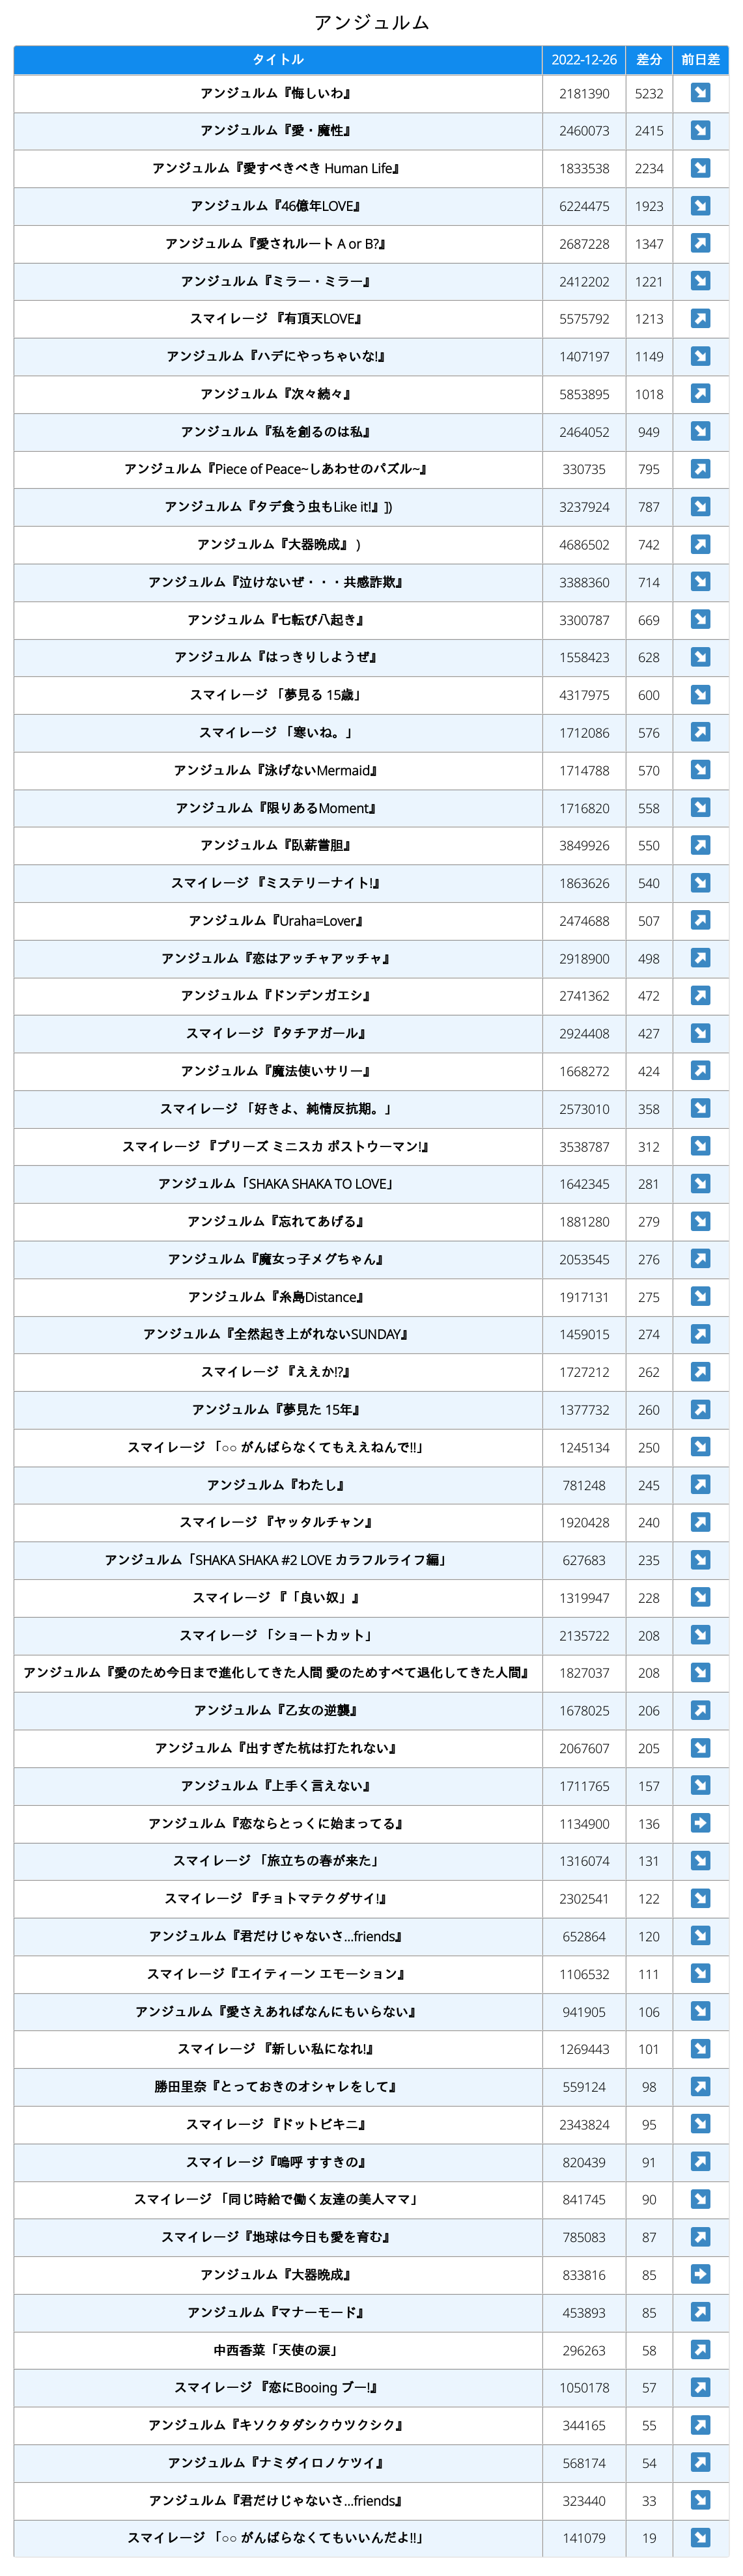 アンジュルム
タイトル 2022-12-26 差分 前日差
アンジュルム『悔しいわ』 2181390 5232 ↘
アンジュルム『愛・魔性』 2460073 2415 ↘
アンジュルム『愛すべきべき Human Life』 1833538 2234 ↘
アンジュルム『46億年LOVE』 6224475 1923 ↘
アンジュルム『愛されルート A or B?』 2687228 1347 ↗
アンジュルム『ミラー・ミラー』 2412202 1221 ↘
スマイレージ 『有頂天LOVE』 5575792 1213 ↗
アンジュルム『ハデにやっちゃいな!』 1407197 1149 ↘
アンジュルム『次々続々』 5853895 1018 ↗
アンジュルム『私を創るのは私』 2464052 949 ↘
アンジュルム『Piece of Peace~しあわせのパズル~』 330735 795 ↗
アンジュルム『タデ食う虫もLike it!』]) 3237924 787 ↘
アンジュルム『大器晩成』 ) 4686502 742 ↗
アンジュルム『泣けないぜ・・・共感詐欺』 3388360 714 ↘
アンジュルム『七転び八起き』 3300787 669 ↘
アンジュルム『はっきりしようぜ』 1558423 628 ↘
スマイレージ 「夢見る 15歳」 4317975 600 ↘
スマイレージ 「寒いね。」 1712086 576 ↗
アンジュルム『泳げないMermaid』 1714788 570 ↘
アンジュルム『限りあるMoment』 1716820 558 ↘
アンジュルム『臥薪嘗胆』 3849926 550 ↗
スマイレージ 『ミステリーナイト!』 1863626 540 ↘
アンジュルム『Uraha=Lover』 2474688 507 ↗
アンジュルム『恋はアッチャアッチャ』 2918900 498 ↗
アンジュルム『ドンデンガエシ』 2741362 472 ↗
スマイレージ 『タチアガール』 2924408 427 ↘
アンジュルム『魔法使いサリー』 1668272 424 ↗
スマイレージ 「好きよ、純情反抗期。」 2573010 358 ↘
スマイレージ 『プリーズ ミニスカ ポストウーマン!』 3538787 312 ↘
アンジュルム「SHAKA SHAKA TO LOVE」 1642345 281 ↘
アンジュルム『忘れてあげる』 1881280 279 ↘
アンジュルム『魔女っ子メグちゃん』 2053545 276 ↗
アンジュルム『糸島Distance』 1917131 275 ↘
アンジュルム『全然起き上がれないSUNDAY』 1459015 274 ↗
スマイレージ 『ええか!?』 1727212 262 ↗
アンジュルム『夢見た 15年』 1377732 260 ↗
スマイレージ 「○○ がんばらなくてもええねんで!!」 1245134 250 ↘
アンジュルム『わたし』 781248 245 ↗
スマイレージ 『ヤッタルチャン』 1920428 240 ↗
アンジュルム「SHAKA SHAKA #2 LOVE カラフルライフ編」 627683 235 ↘
スマイレージ 『「良い奴」』 1319947 228 ↘
スマイレージ 「ショートカット」 2135722 208 ↘
アンジュルム『愛のため今日まで進化してきた人間 愛のためすべて退化してきた人間』 1827037 208 ↘
アンジュルム『乙女の逆襲』 1678025 206 ↗
アンジュルム『出すぎた杭は打たれない』 2067607 205 ↘
アンジュルム『上手く言えない』 1711765 157 ↘
アンジュルム『恋ならとっくに始まってる』 1134900 136 →
スマイレージ 「旅立ちの春が来た」 1316074 131 ↘
スマイレージ 『チョトマテクダサイ!』 2302541 122 ↘
アンジュルム『君だけじゃないさ...friends』 652864 120 ↘
スマイレージ『エイティーン エモーション』 1106532 111 ↘
アンジュルム『愛さえあればなんにもいらない』 941905 106 ↘
スマイレージ 『新しい私になれ!』 1269443 101 ↘
勝田里奈『とっておきのオシャレをして』 559124 98 ↗
スマイレージ 『ドットビキニ』 2343824 95 ↘
スマイレージ『嗚呼 すすきの』 820439 91 ↗
スマイレージ 「同じ時給で働く友達の美人ママ」 841745 90 ↘
スマイレージ『地球は今日も愛を育む』 785083 87 ↗
アンジュルム『大器晩成』 833816 85 →
アンジュルム『マナーモード』 453893 85 ↗
中西香菜「天使の涙」 296263 58 ↗
スマイレージ 『恋にBooing ブー!』 1050178 57 ↗
アンジュルム『キソクタダシクウツクシク』 344165 55 ↗
アンジュルム『ナミダイロノケツイ』 568174 54 ↗
アンジュルム『君だけじゃないさ...friends』 323440 33 ↘
スマイレージ 「○○ がんばらなくてもいいんだよ!!」 141079 19 ↘